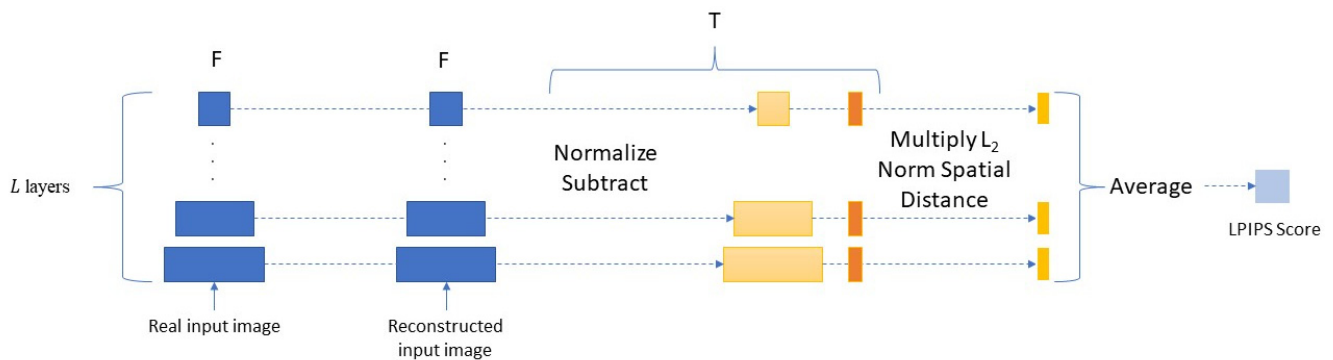 T
F
F
L layers
Normalize
Subtract
Multiply L₂
Norm Spatial
Distance
Average
LPIPS Score
Real input image
Reconstructed
input image